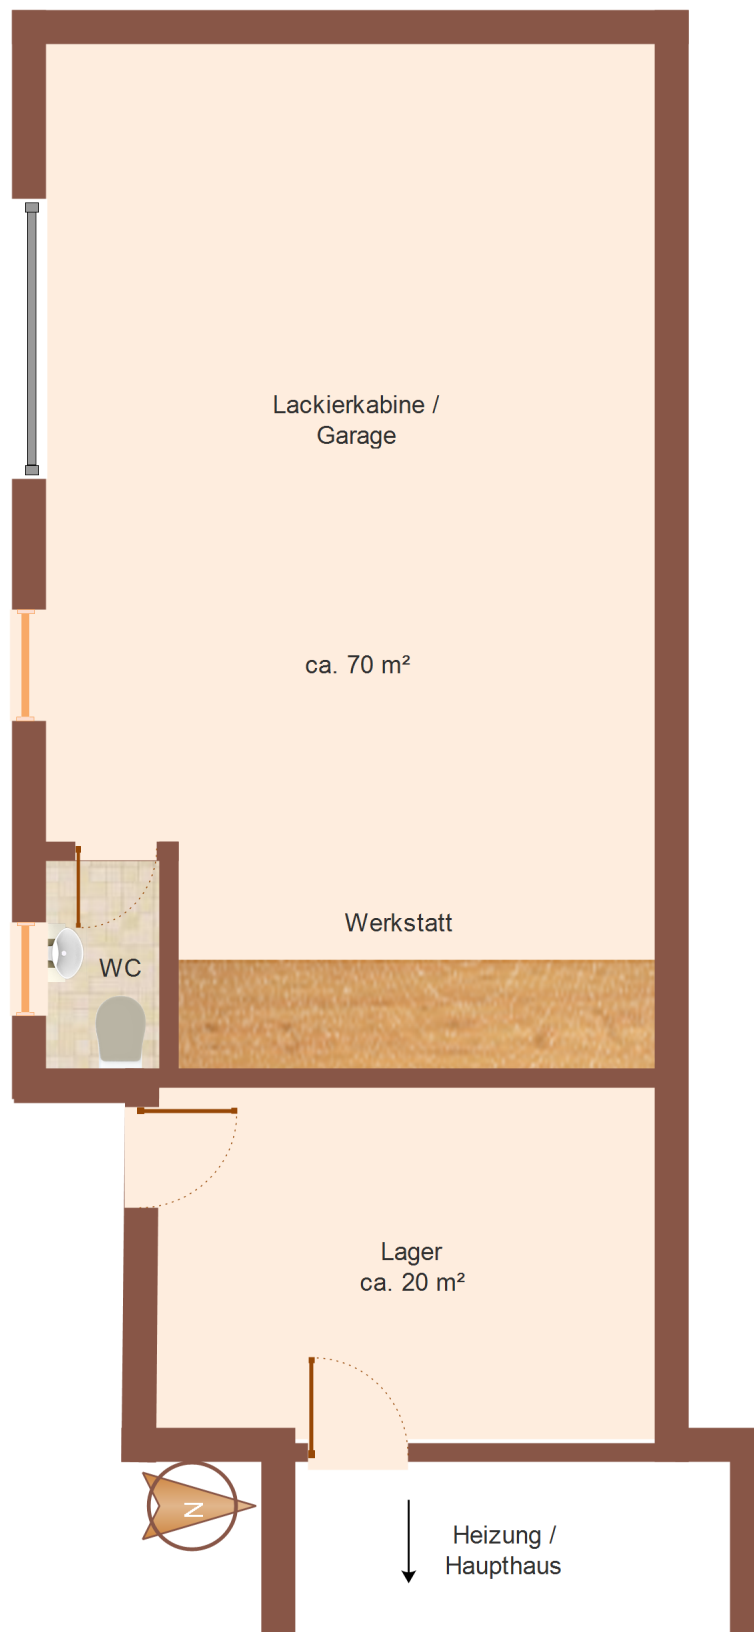 Lackierkabine /
Garage
ca. 70 m²
Werkstatt
WC
Lager
ca. 20 m²
N
Heizung /
Haupthaus